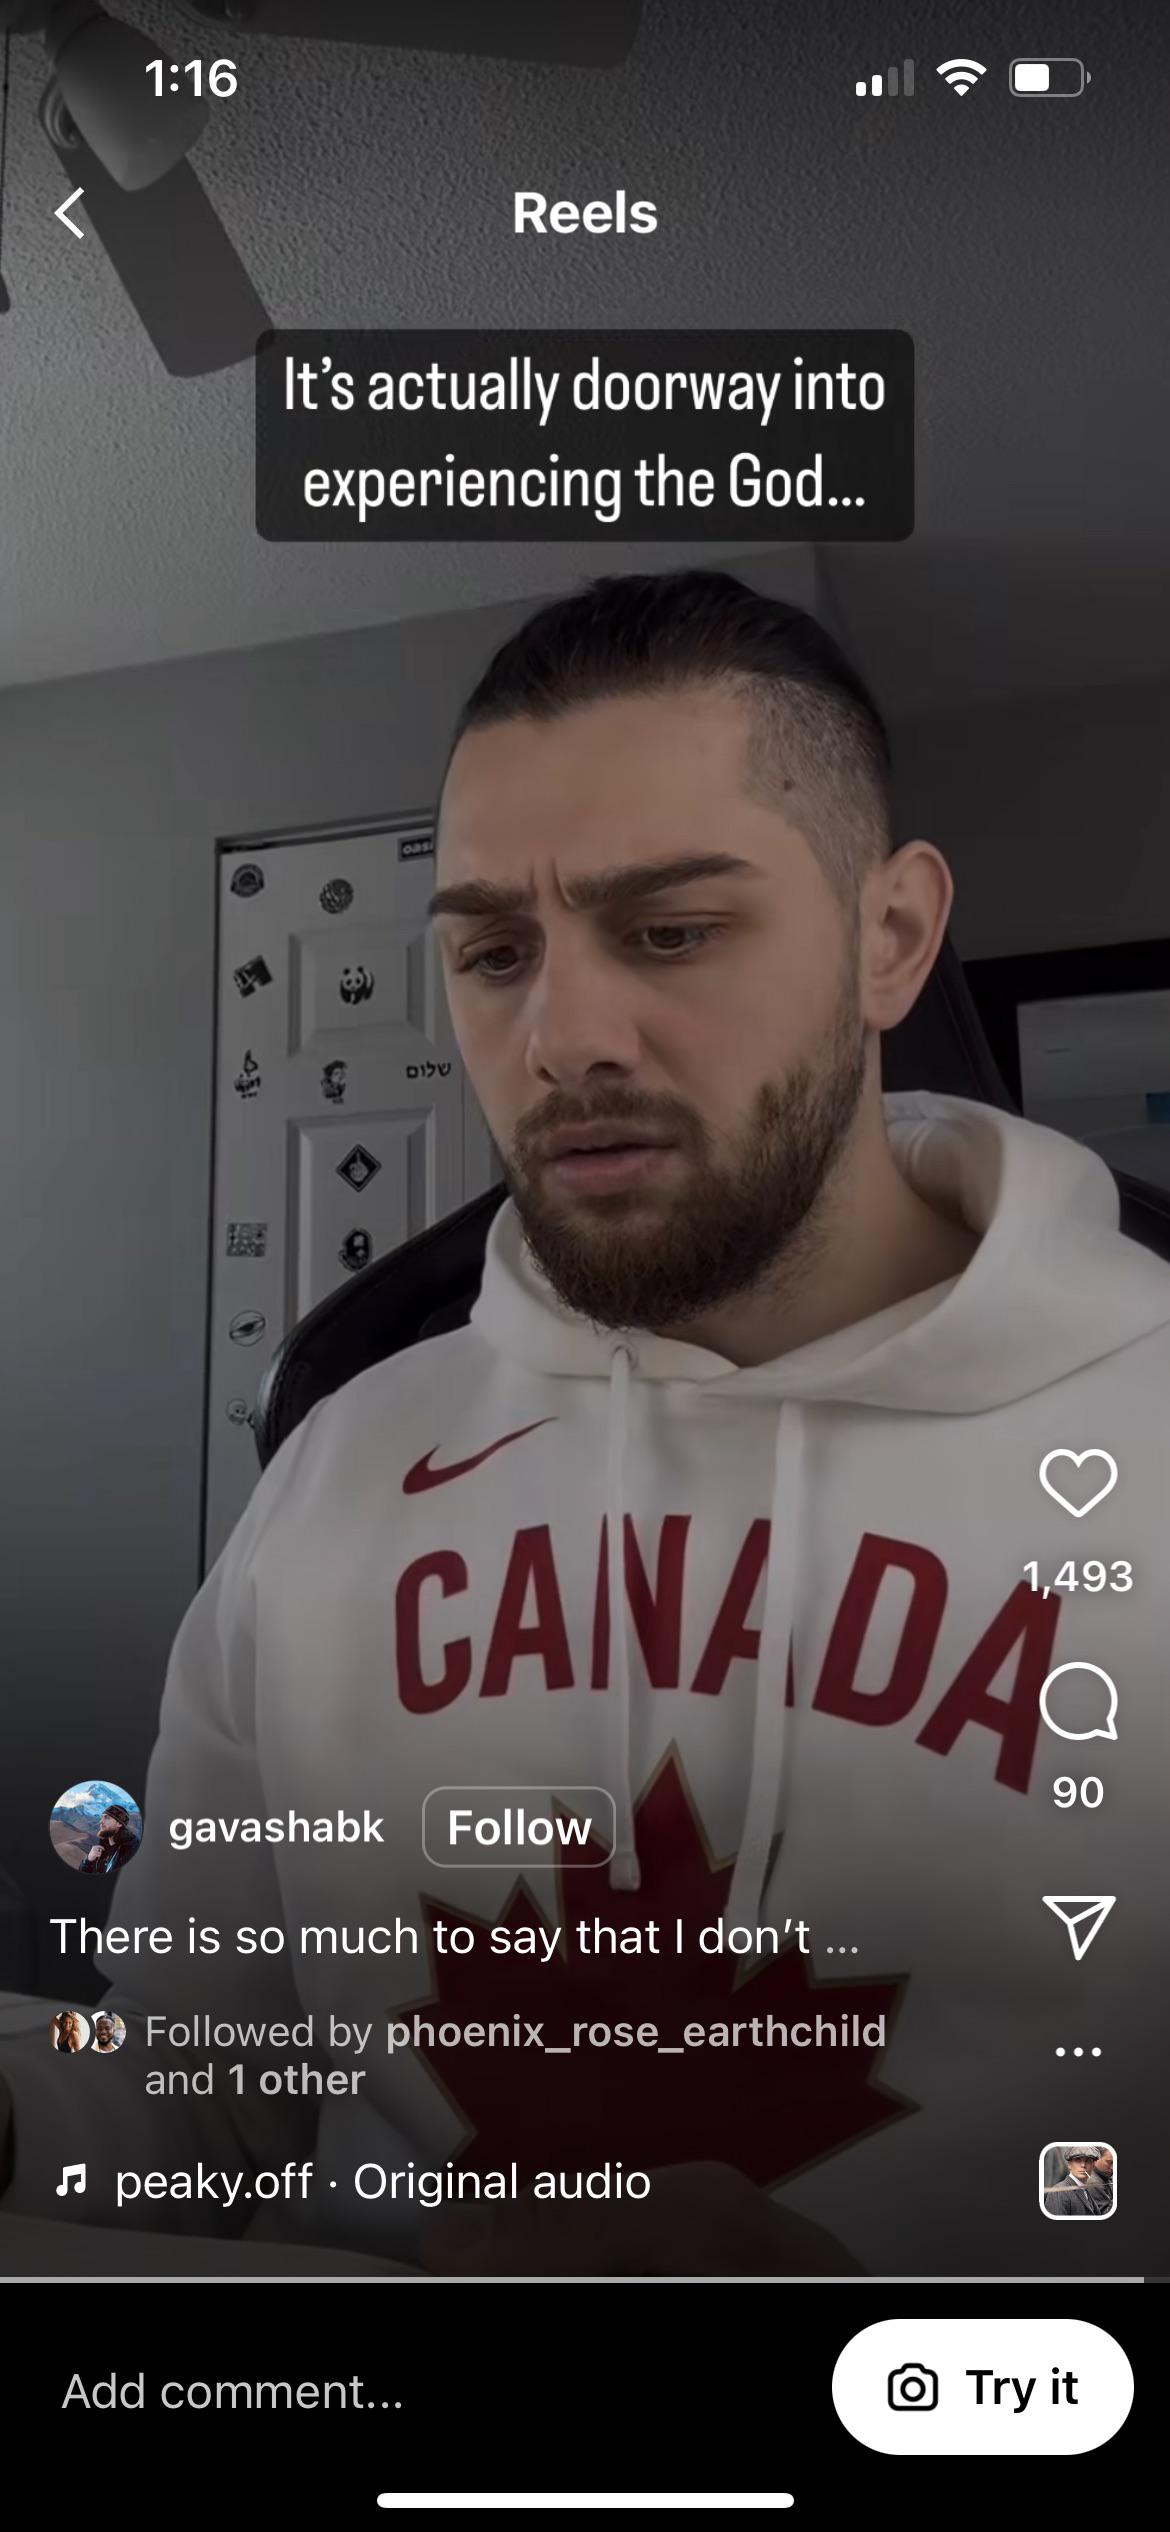 1:16
Reels
It’s actually doorway into
experiencing the God...
oasi
שלום
CANADA
1,493
90
gavashabk
Follow
There is so much to say that I don’t ...
Followed by phoenix_rose_earthchild
and 1 other
peaky.off · Original audio
Add comment...
Try it